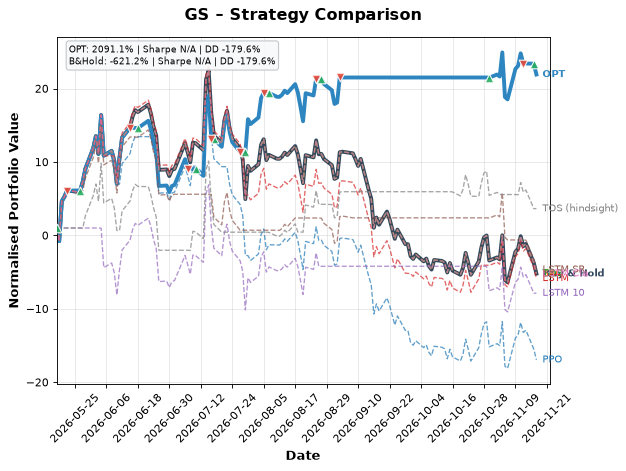 GS – Strategy Comparison
OPT: 2091.1% | Sharpe N/A | DD -179.6%
B&Hold: -621.2% | Sharpe N/A | DD -179.6%
Normalised Portfolio Value
20
10
0
−10
−20
OPT
TDS (hindsight)
LSTM 10
PPO
2026-05-25
2026-06-06
2026-06-18
2026-06-30
2026-07-12
2026-07-24
2026-08-05
2026-08-17
2026-08-29
2026-09-10
2026-09-22
2026-10-04
2026-10-16
2026-10-28
2026-11-09
2026-11-21
Date